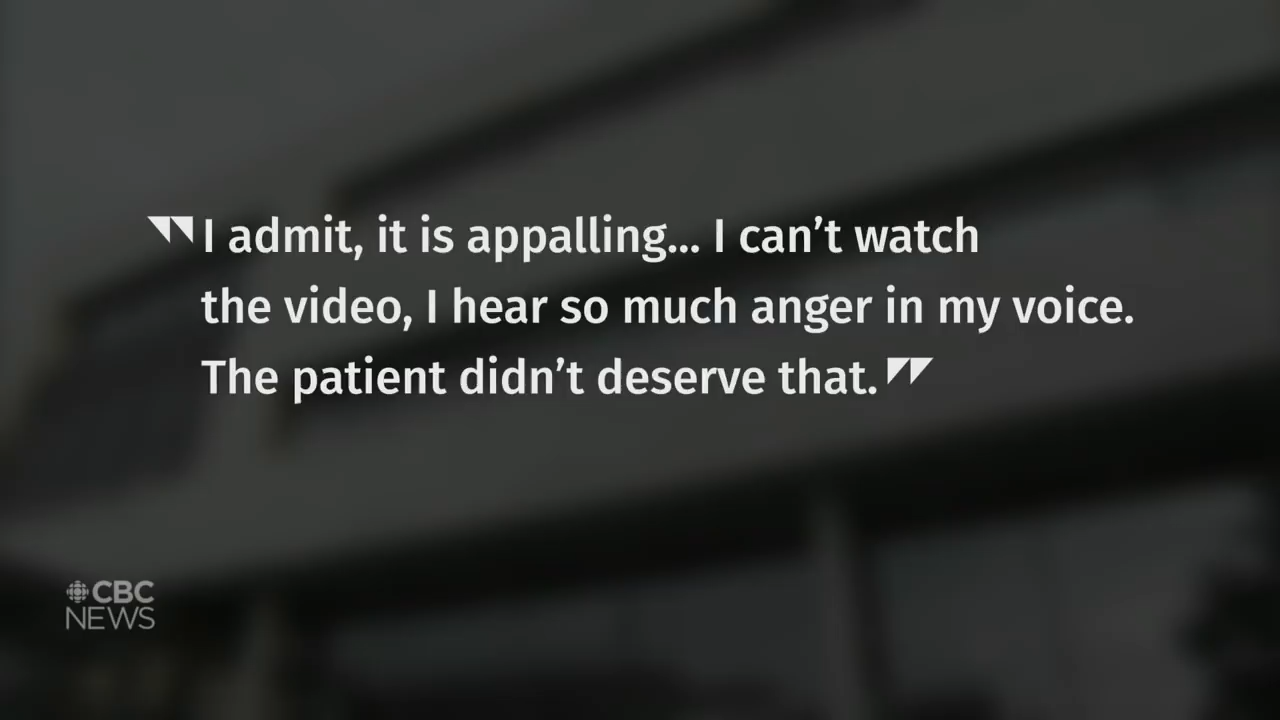 "I admit, it is appalling... I can't watch
the video, I hear so much anger in my voice.
The patient didn't deserve that."
CBC
NEWS